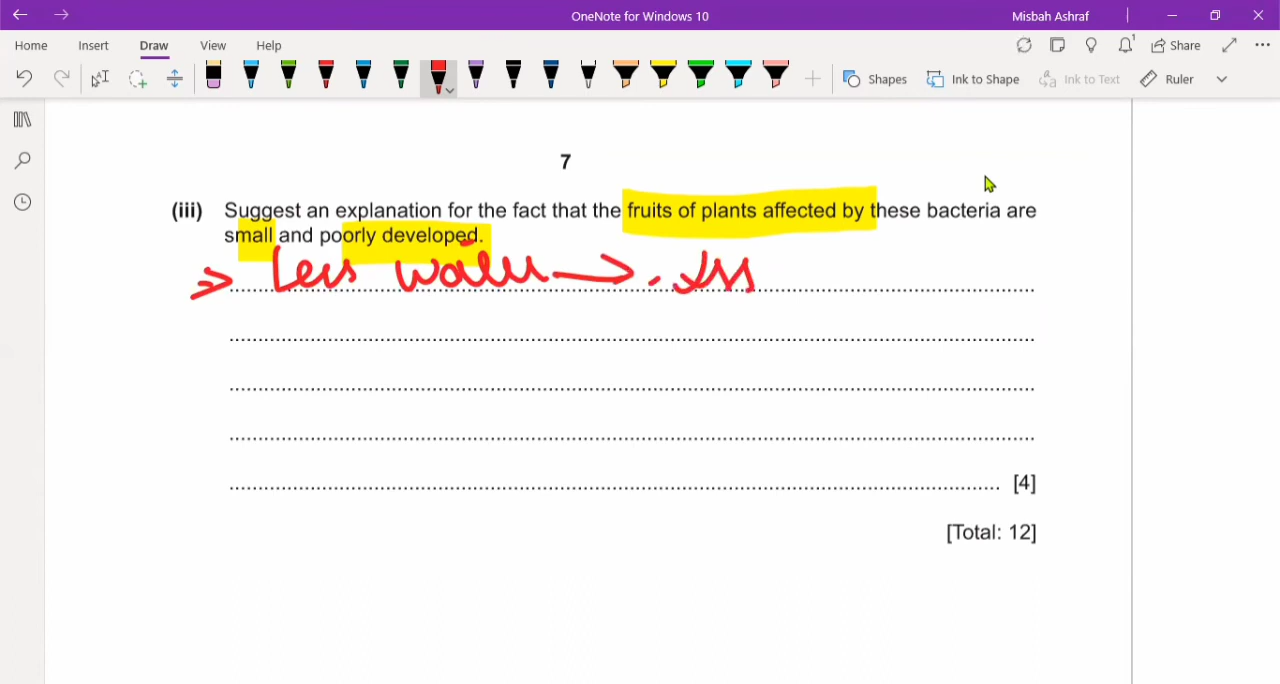 OneNote for Windows 10
Misbah Ashraf
Home Insert Draw View Help
Share
Shapes Ink to Shape Ink to Text Ruler
7
(iii) Suggest an explanation for the fact that the fruits of plants affected by these bacteria are
small and poorly developed.
Less water
[4]
[Total: 12]